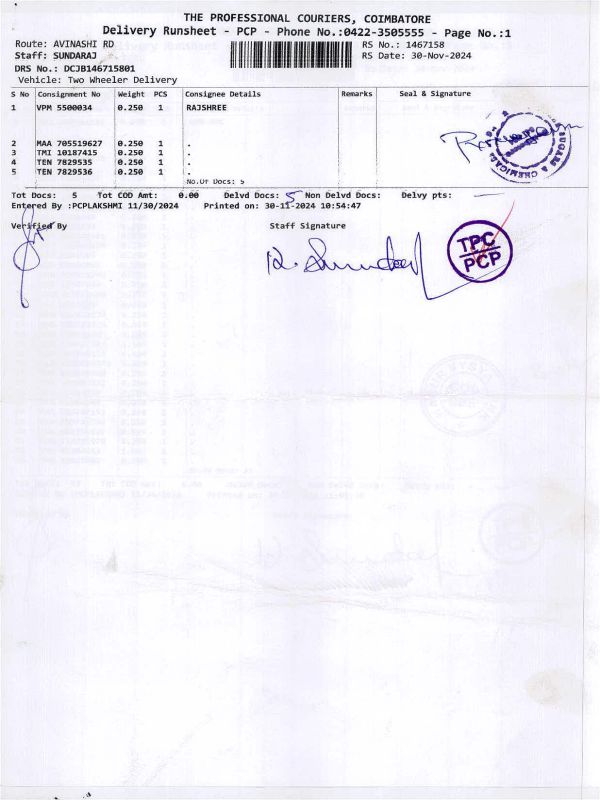 THE PROFESSIONAL COURIERS, COIMBATORE
Delivery Runsheet - PCP - Phone No.:0422-3505555 - Page No.:1
Route: AVINASHI RD RS No.: 1467158
Staff: SUNDARAJ RS Date: 30-Nov-2024
DRS No.: DCJB146715801
Vehicle: Two Wheeler Delivery
S No Consignment No Weight PCS Consignee Details Remarks Seal & Signature
1 VPM 5500034 0.250 1 RAJSHREE
SUGARS & CHEMICALS
2 MAA 705519627 0.250 1 .
3 TMI 10187415 0.250 1 .
4 TEN 7829535 0.250 1 .
5 TEN 7829536 0.250 1 .
No.Of Docs: 5
Tot Docs: 5 Tot COD Amt: 0.00 Delvd Docs: 5 Non Delvd Docs: Delvy pts:
Entered By :PCPLAKSHMI 11/30/2024 Printed on: 30-11-2024 10:54:47
Verified By Staff Signature
TPC
PCP